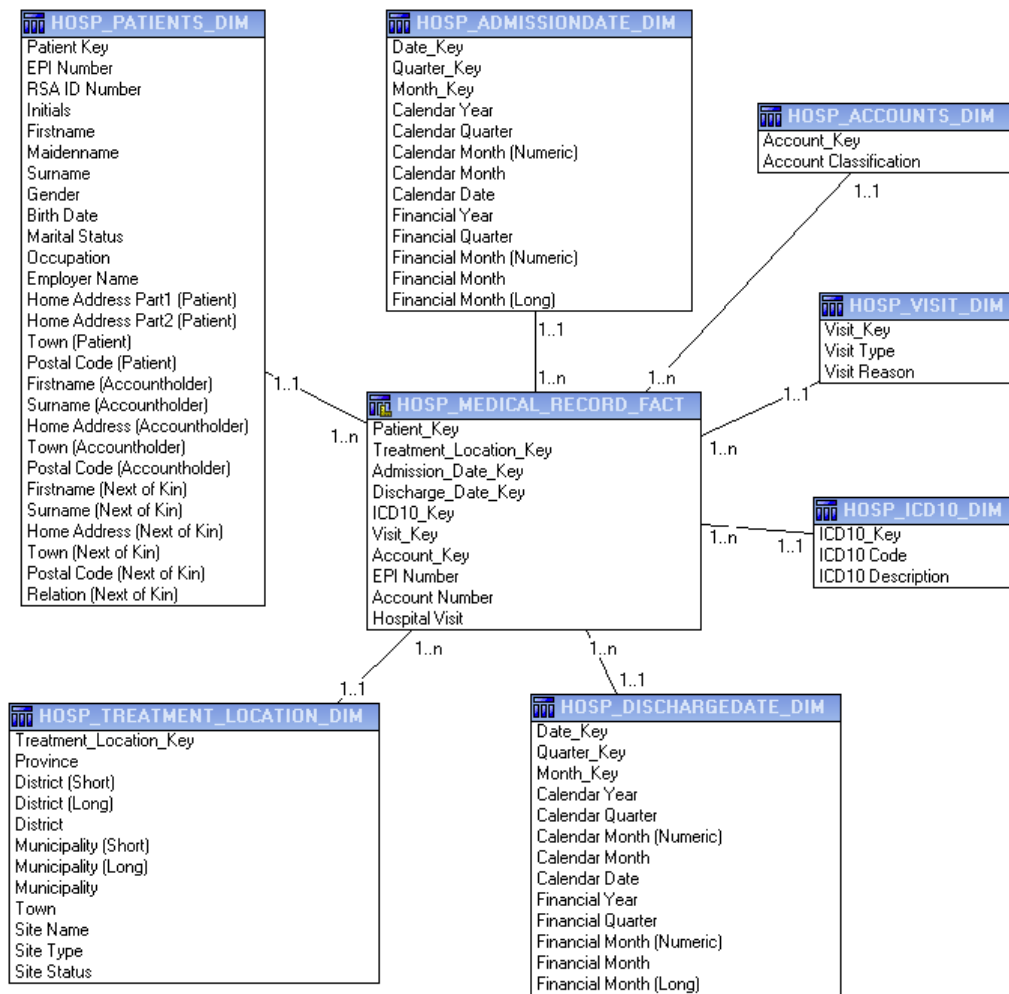 HOSP_PATIENTS_DIM
Patient Key
EPI Number
RSA ID Number
Initials
Firstname
Maidenname
Surname
Gender
Birth Date
Marital Status
Occupation
Employer Name
Home Address Part1 (Patient)
Home Address Part2 (Patient)
Town (Patient)
Postal Code (Patient)
Firstname (Accountholder)
Surname (Accountholder)
Home Address (Accountholder)
Town (Accountholder)
Postal Code (Accountholder)
Firstname (Next of Kin)
Surname (Next of Kin)
Home Address (Next of Kin)
Town (Next of Kin)
Postal Code (Next of Kin)
Relation (Next of Kin)
1..1
1..n
HOSP_ADMISSIONDATE_DIM
Date_Key
Quarter_Key
Month_Key
Calendar Year
Calendar Quarter
Calendar Month (Numeric)
Calendar Month
Calendar Date
Financial Year
Financial Quarter
Financial Month (Numeric)
Financial Month
Financial Month (Long)
1..1
1..n
HOSP_ACCOUNTS_DIM
Account_Key
Account Classification
1..1
1..n
HOSP_VISIT_DIM
Visit_Key
Visit Type
Visit Reason
1..1
1..n
HOSP_MEDICAL_RECORD_FACT
Patient_Key
Treatment_Location_Key
Admission_Date_Key
Discharge_Date_Key
ICD10_Key
Visit_Key
Account_Key
EPI Number
Account Number
Hospital Visit
HOSP_ICD10_DIM
ICD10_Key
ICD10 Code
ICD10 Description
1..n
1..1
1..n
1..1
HOSP_TREATMENT_LOCATION_DIM
Treatment_Location_Key
Province
District (Short)
District (Long)
District
Municipality (Short)
Municipality (Long)
Municipality
Town
Site Name
Site Type
Site Status
1..n
1..1
HOSP_DISCHARGEDATE_DIM
Date_Key
Quarter_Key
Month_Key
Calendar Year
Calendar Quarter
Calendar Month (Numeric)
Calendar Month
Calendar Date
Financial Year
Financial Quarter
Financial Month (Numeric)
Financial Month
Financial Month (Long)